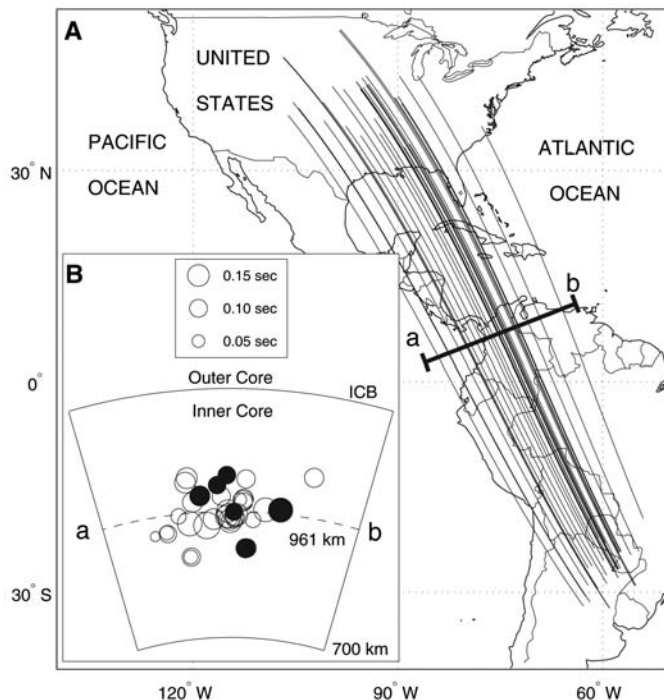 A
UNITED
STATES
PACIFIC
OCEAN
ATLANTIC
OCEAN
30° N
0°
30° S
120° W
90° W
60° W
a
b
B
0.15 sec
0.10 sec
0.05 sec
Outer Core
ICB
Inner Core
a
961 km
b
700 km